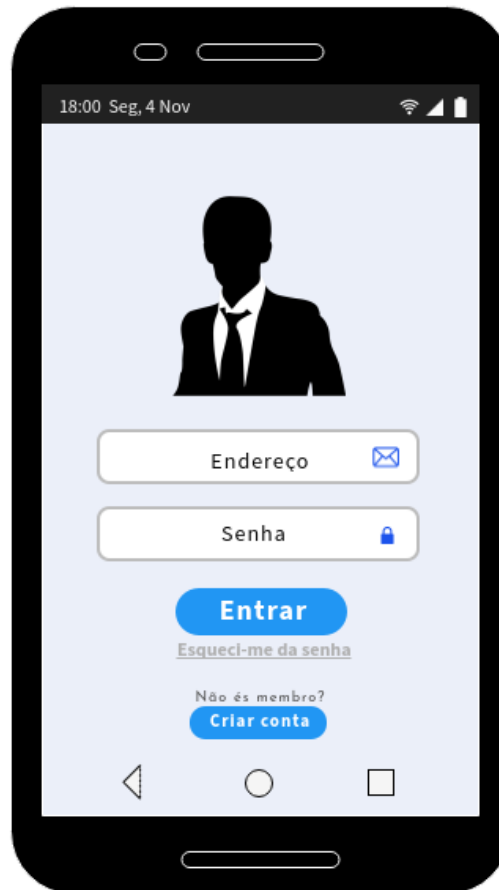 18:00 Seg, 4 Nov
Endereço
Senha
Entrar
Esqueci-me da senha
Não és membro?
Criar conta